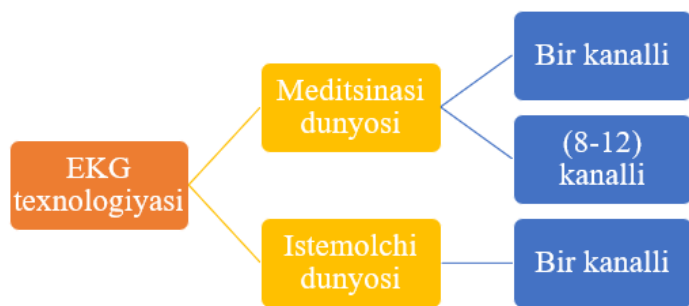 EKG
texnologiyasi
Meditsinasi
dunyosi
Bir kanalli
(8-12)
kanalli
Istemolchi
dunyosi
Bir kanalli